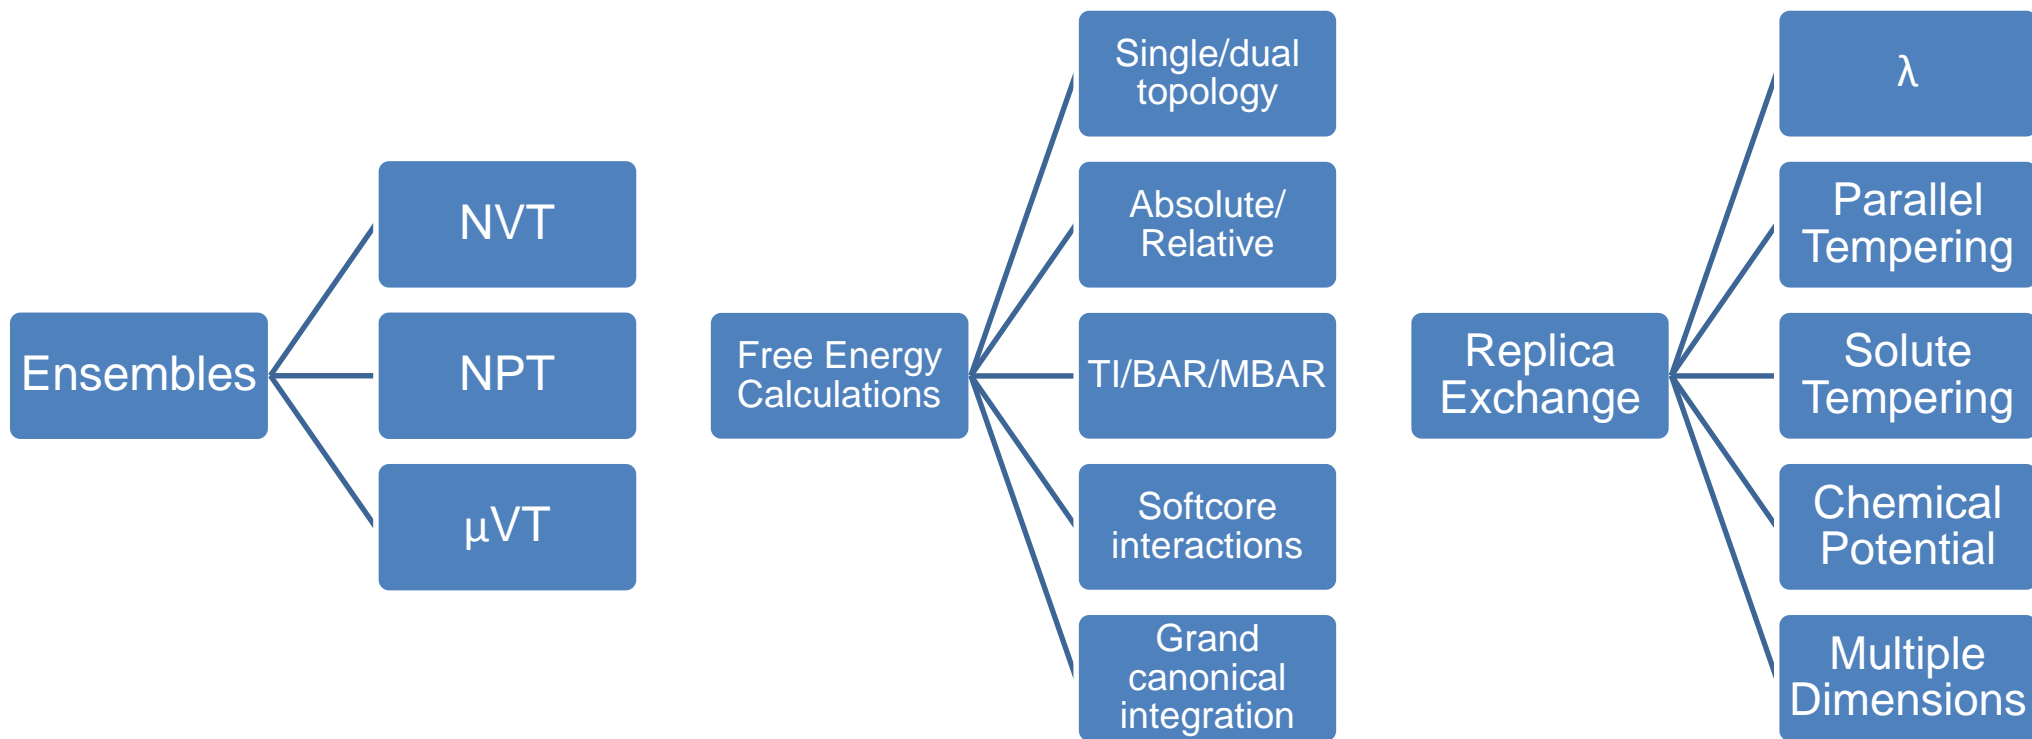 Ensembles
NVT
NPT
μVT
Free Energy
Calculations
Single/dual
topology
Absolute/
Relative
TI/BAR/MBAR
Softcore
interactions
Grand
canonical
integration
Replica
Exchange
λ
Parallel
Tempering
Solute
Tempering
Chemical
Potential
Multiple
Dimensions